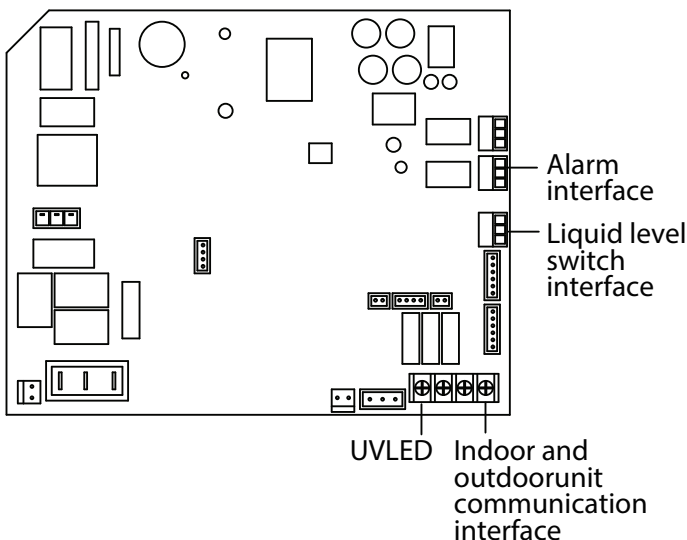 Alarm
interface
Liquid level
switch
interface
UVLED
Indoor and
outdoorunit
communication
interface